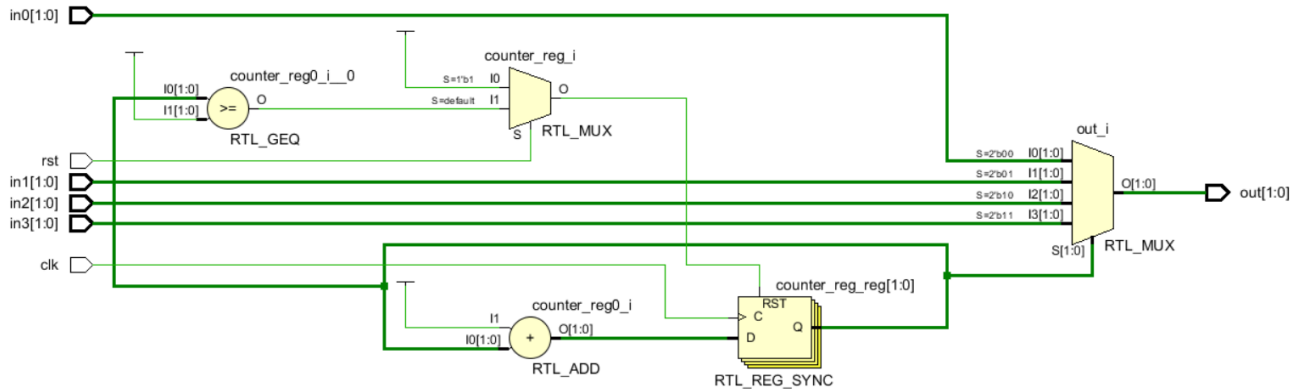 in0[1:0]
counter_reg_i
counter_reg0_i__0
S=1'b1
I0
O
I0[1:0]
O
S=default
I1
>=
I1[1:0]
S
RTL_MUX
RTL_GEQ
out_i
rst
S=2'b00
I0[1:0]
in1[1:0]
S=2'b01
I1[1:0]
O[1:0]
out[1:0]
in2[1:0]
S=2'b10
I2[1:0]
in3[1:0]
S=2'b11
I3[1:0]
S[1:0]
RTL_MUX
clk
counter_reg_reg[1:0]
counter_reg0_i
RST
C
I1
O[1:0]
Q
I0[1:0]
+
D
RTL_ADD
RTL_REG_SYNC